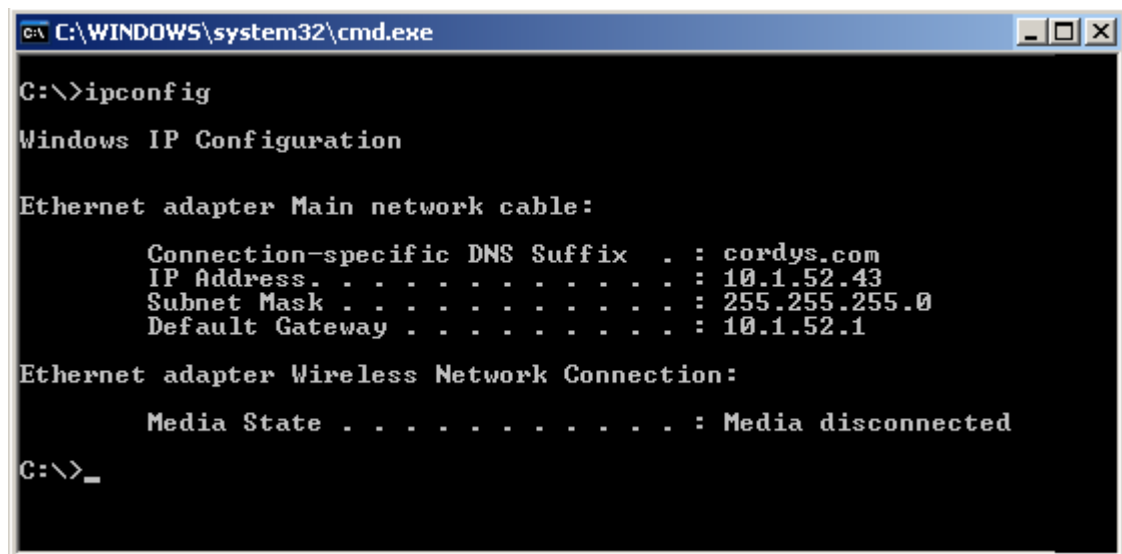 C:\WINDOWS\system32\cmd.exe
C:\>ipconfig
Windows IP Configuration
Ethernet adapter Main network cable:
Connection-specific DNS Suffix . : cordys.com
IP Address. . . . . . . . . . . . : 10.1.52.43
Subnet Mask . . . . . . . . . . . : 255.255.255.0
Default Gateway . . . . . . . . . : 10.1.52.1
Ethernet adapter Wireless Network Connection:
Media State . . . . . . . . . . . : Media disconnected
C:\>_